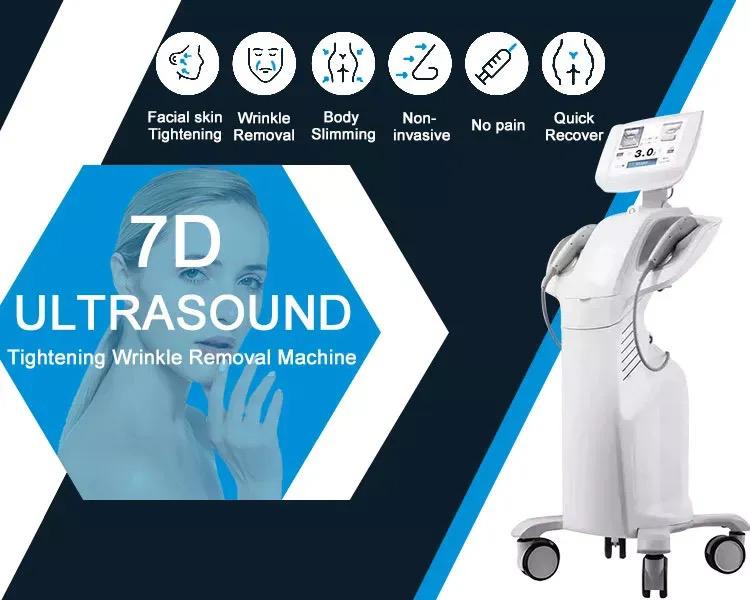 Facial skin
Tightening
Wrinkle
Removal
Body
Slimming
Non-
invasive
No pain
Quick
Recover
3.0
7D
ULTRASOUND
Tightening Wrinkle Removal Machine